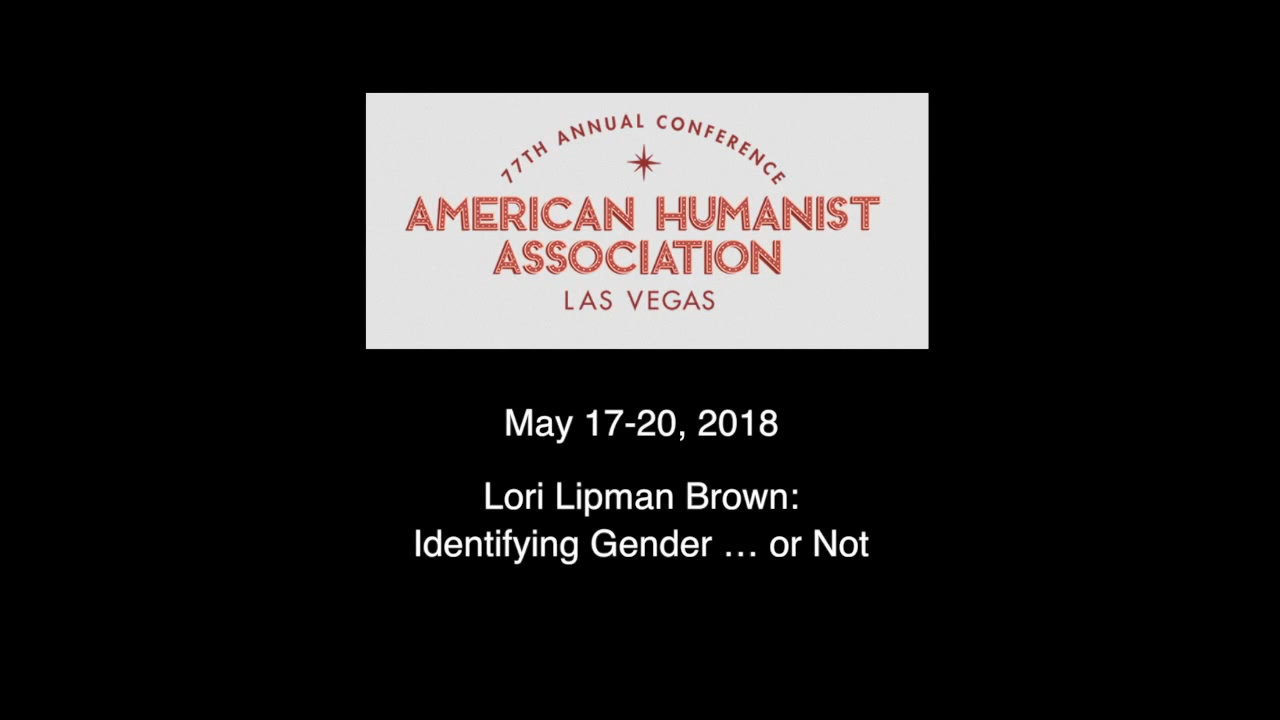 77TH ANNUAL CONFERENCE
AMERICAN HUMANIST
ASSOCIATION
LAS VEGAS
May 17-20, 2018
Lori Lipman Brown:
Identifying Gender … or Not